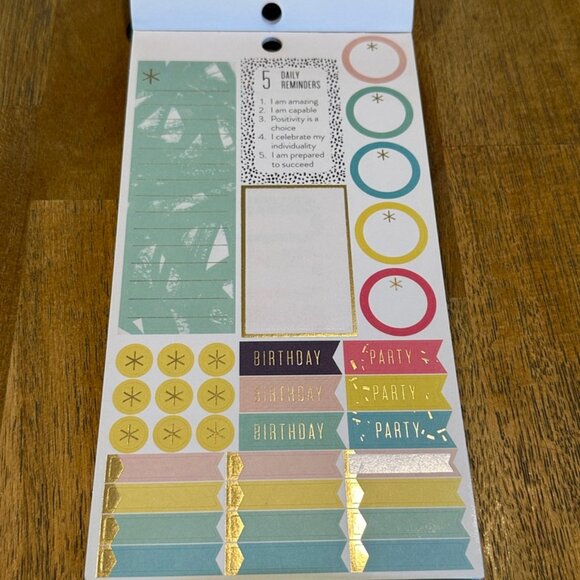 5 DAILY
REMINDERS
1. I am amazing
2. I am capable
3. Positivity is a
choice
4. I celebrate my
individuality
5. I am prepared
to succeed
BIRTHDAY
PARTY
BIRTHDAY
PARTY
BIRTHDAY
PARTY